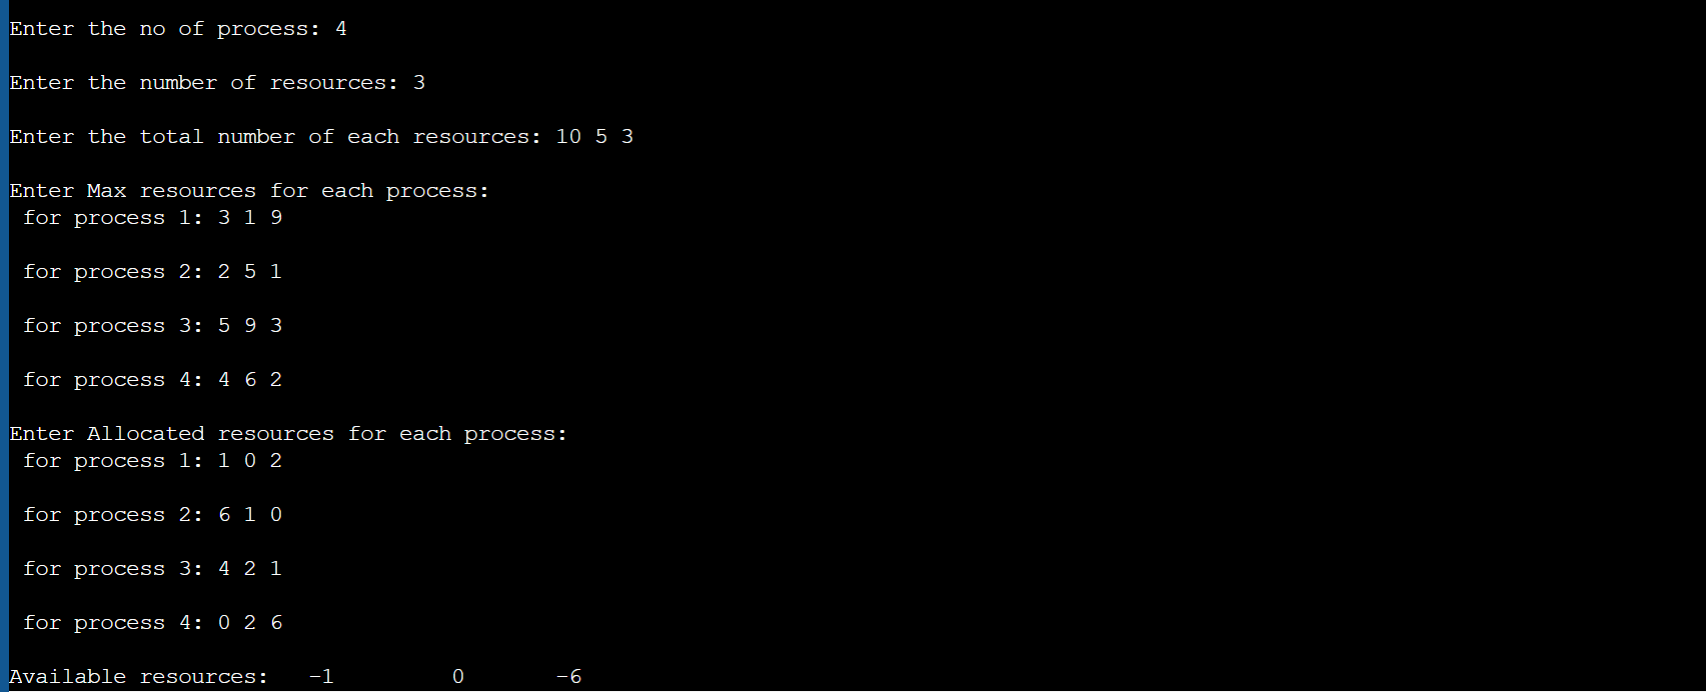 Enter the no of process: 4
Enter the number of resources: 3
Enter the total number of each resources: 10 5 3
Enter Max resources for each process:
for process 1: 3 1 9
for process 2: 2 5 1
for process 3: 5 9 3
for process 4: 4 6 2
Enter Allocated resources for each process:
for process 1: 1 0 2
for process 2: 6 1 0
for process 3: 4 2 1
for process 4: 0 2 6
Available resources: -1 0 -6